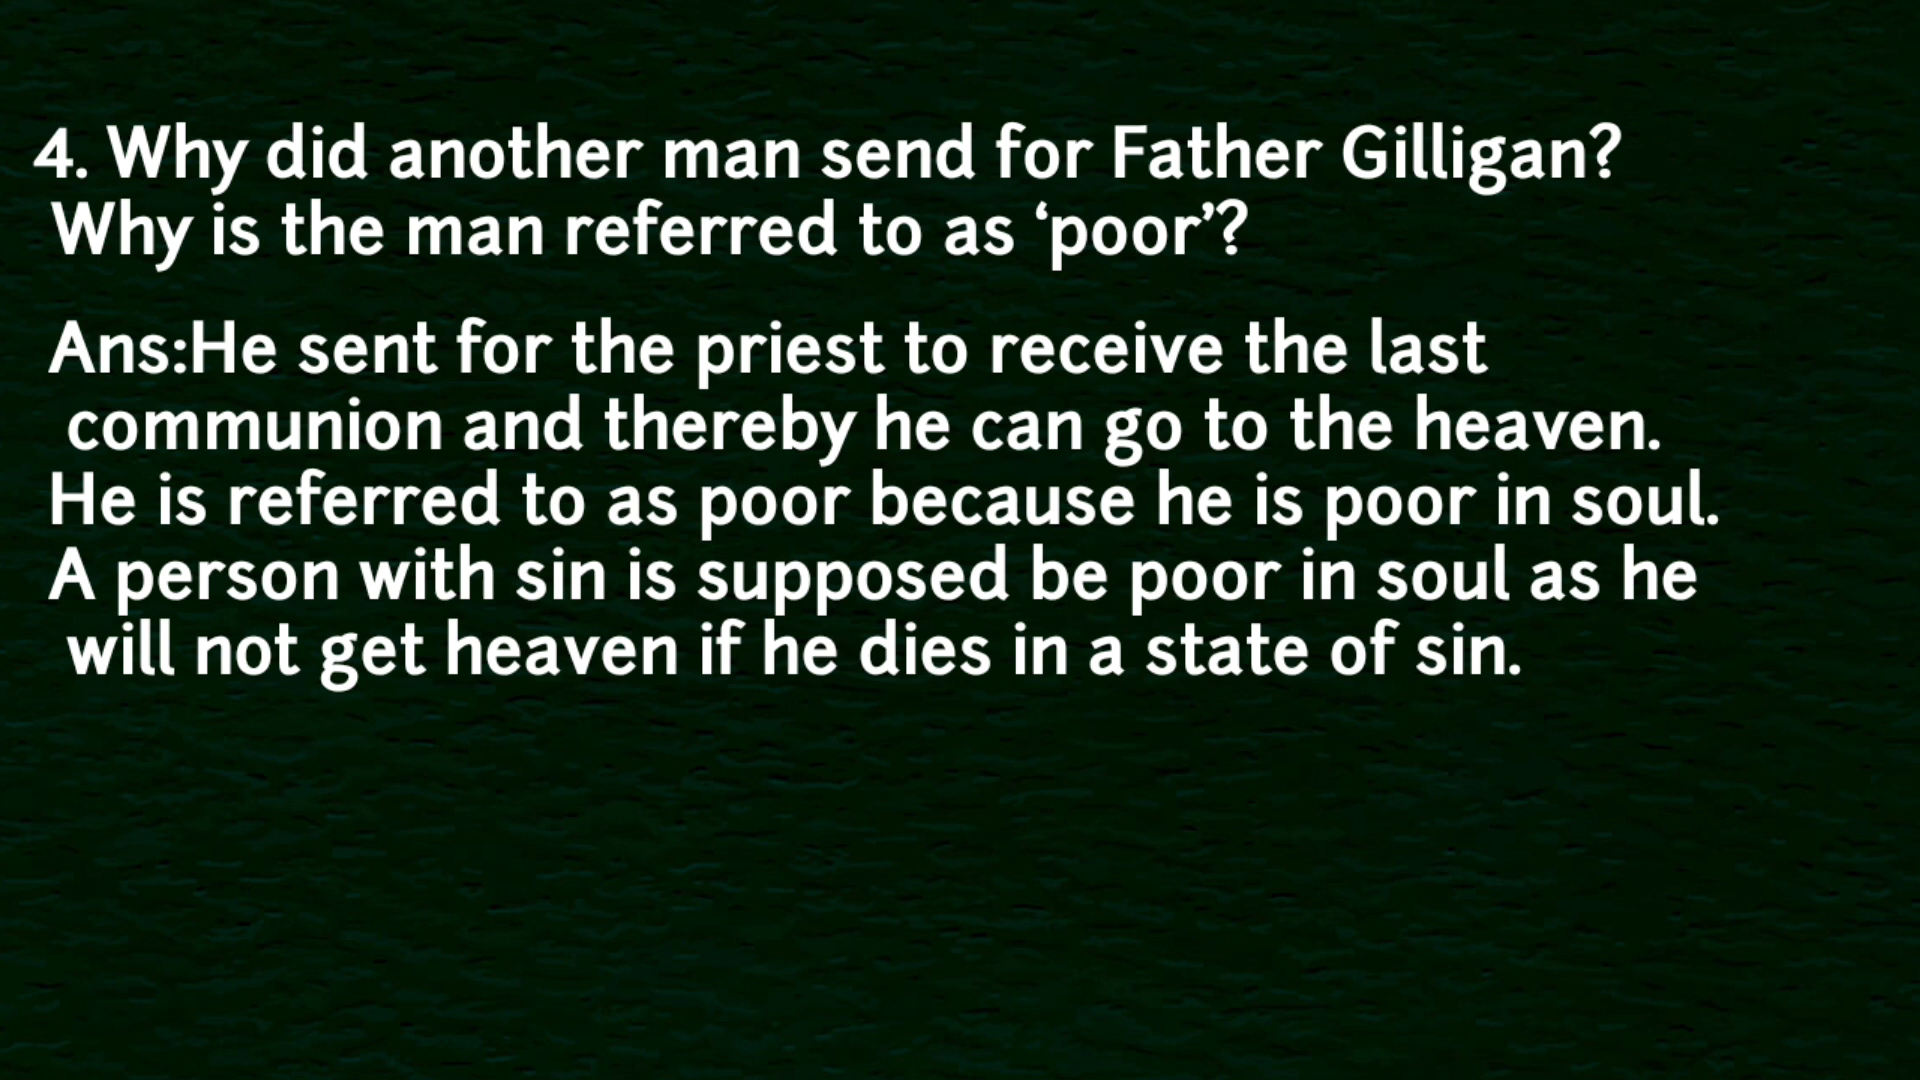 4. Why did another man send for Father Gilligan?
Why is the man referred to as ‘poor’?
Ans:He sent for the priest to receive the last
communion and thereby he can go to the heaven.
He is referred to as poor because he is poor in soul.
A person with sin is supposed be poor in soul as he
will not get heaven if he dies in a state of sin.